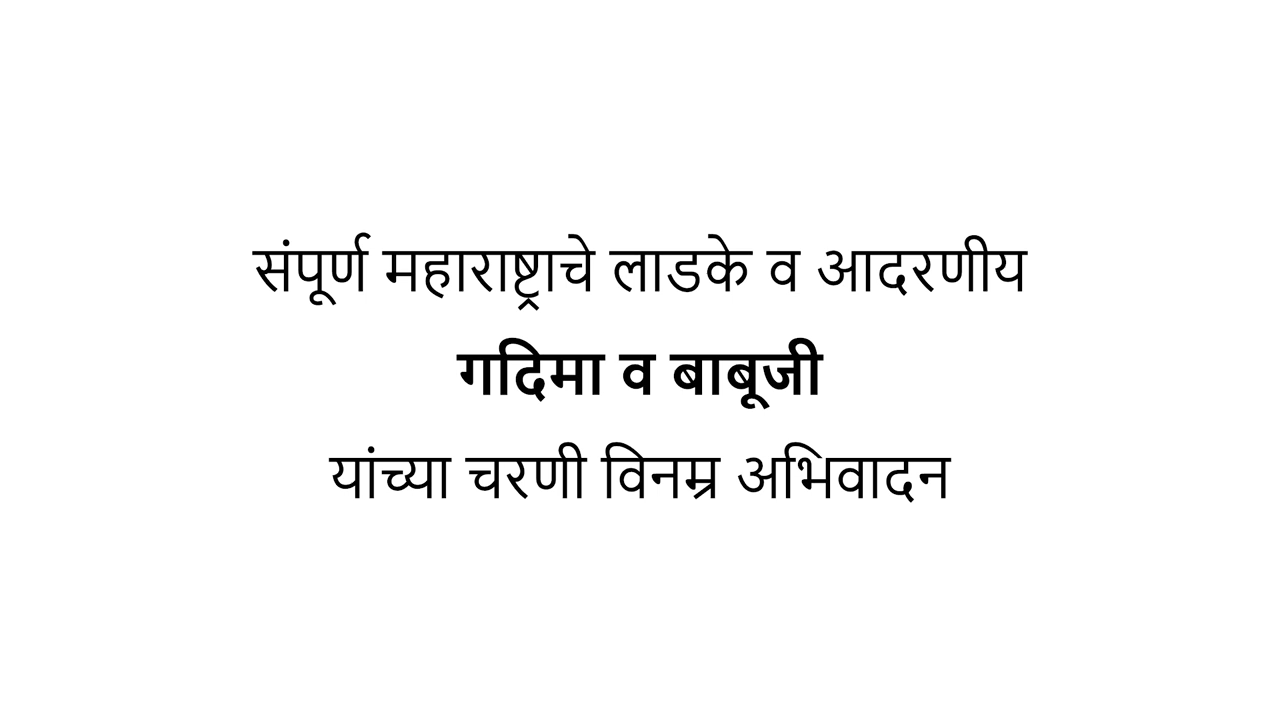 संपूर्ण महाराष्ट्राचे लाडके व आदरणीय
गदिमा व बाबूजी
यांच्या चरणी विनम्र अभिवादन